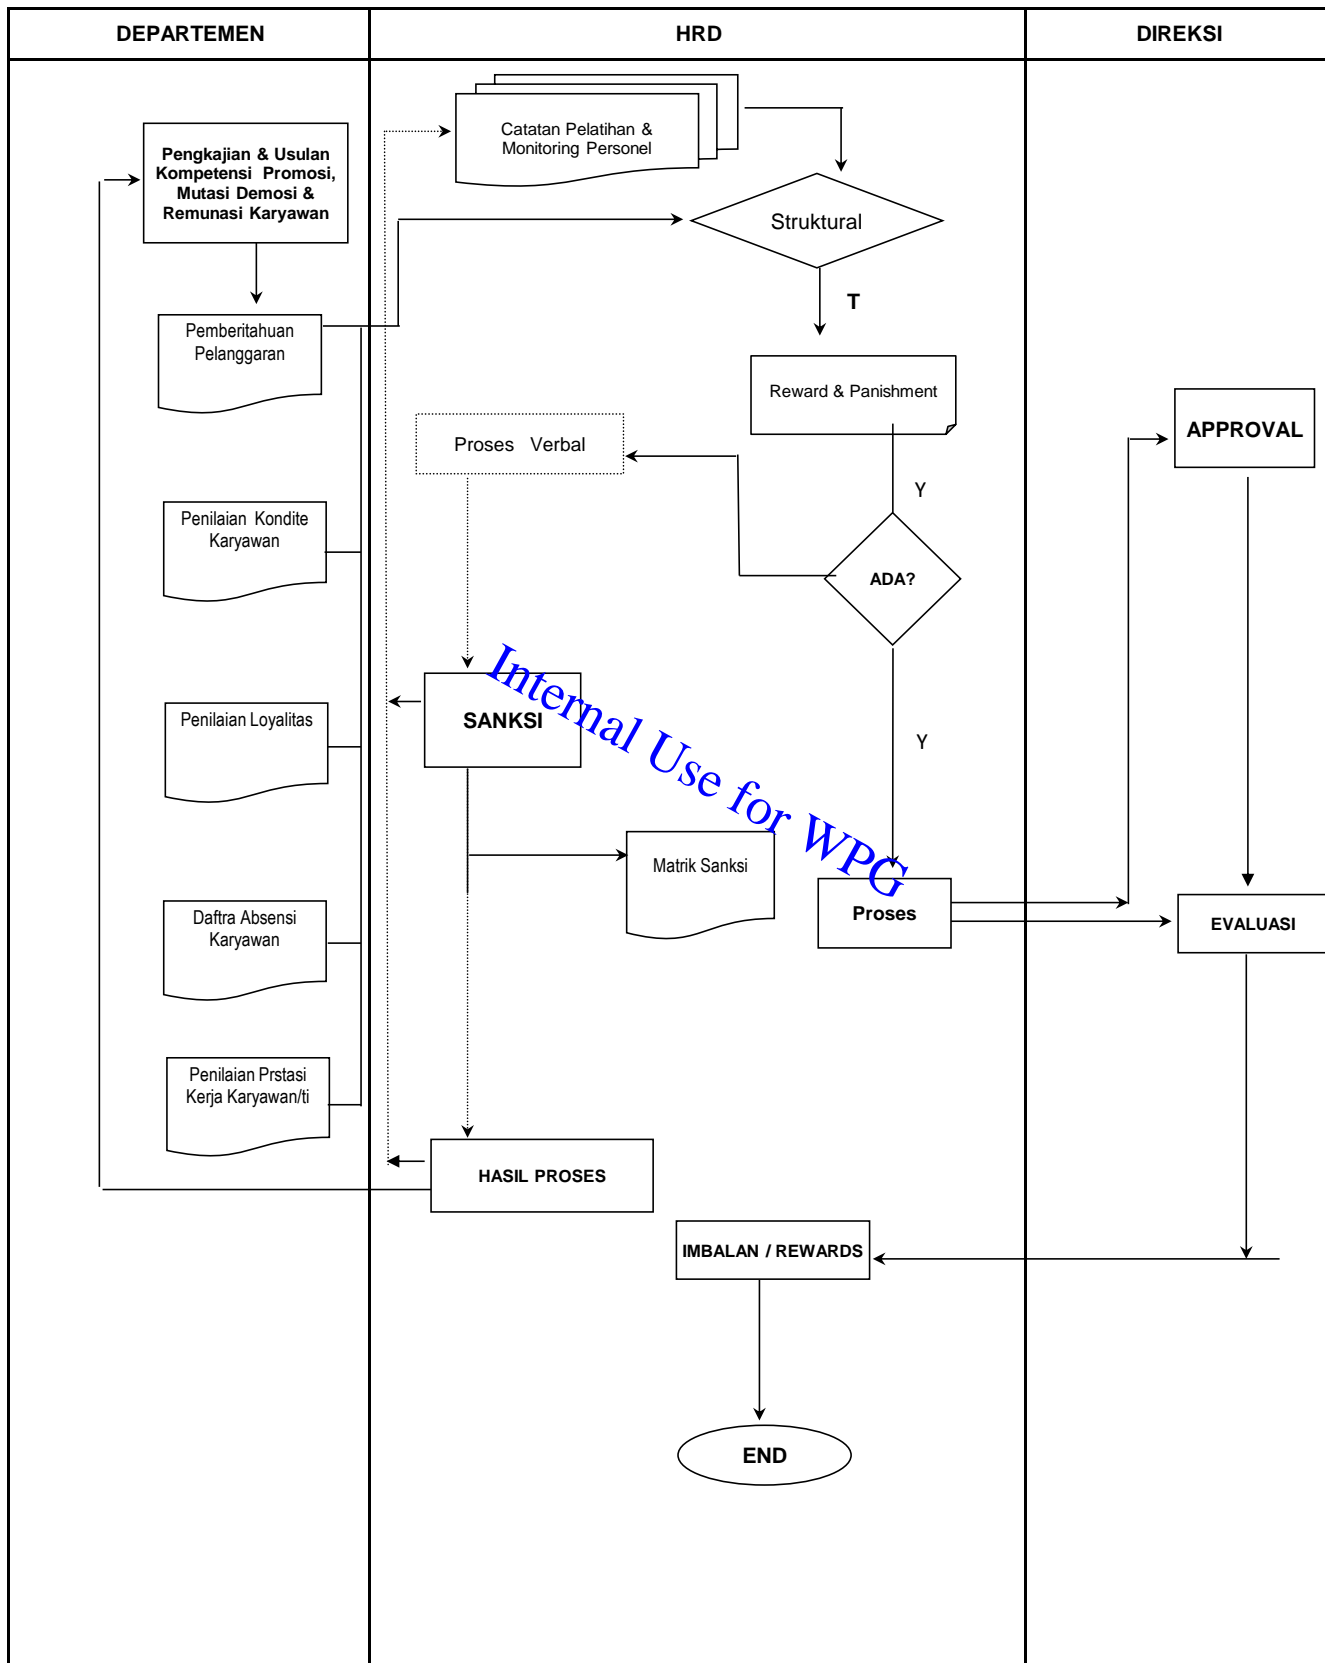 DEPARTEMEN
HRD
DIREKSI
Pengkajian & Usulan
Kompetensi Promosi,
Mutasi Demosi &
Remunasi Karyawan
Catatan Pelatihan &
Monitoring Personel
Struktural
T
Pemberitahuan
Pelanggaran
Reward & Panishment
APPROVAL
Proses Verbal
Y
Penilaian Kondite
Karyawan
ADA?
Penilaian Loyalitas
SANKSI
Y
Internal Use for WPG
Matrik Sanksi
Daftra Absensi
Karyawan
Proses
EVALUASI
Penilaian Prstasi
Kerja Karyawan/ti
HASIL PROSES
IMBALAN / REWARDS
END